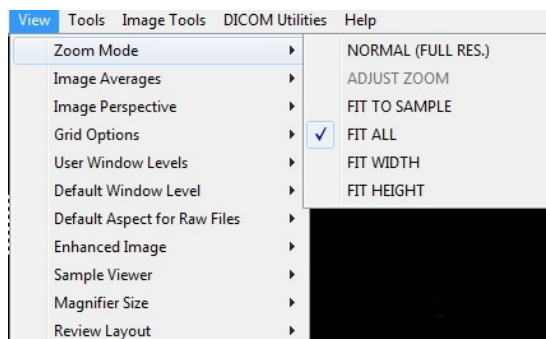 View Tools Image Tools DICOM Utilities Help
Zoom Mode
Image Averages
Image Perspective
Grid Options
User Window Levels
Default Window Level
Default Aspect for Raw Files
Enhanced Image
Sample Viewer
Magnifier Size
Review Layout
NORMAL (FULL RES.)
ADJUST ZOOM
FIT TO SAMPLE
FIT ALL
FIT WIDTH
FIT HEIGHT